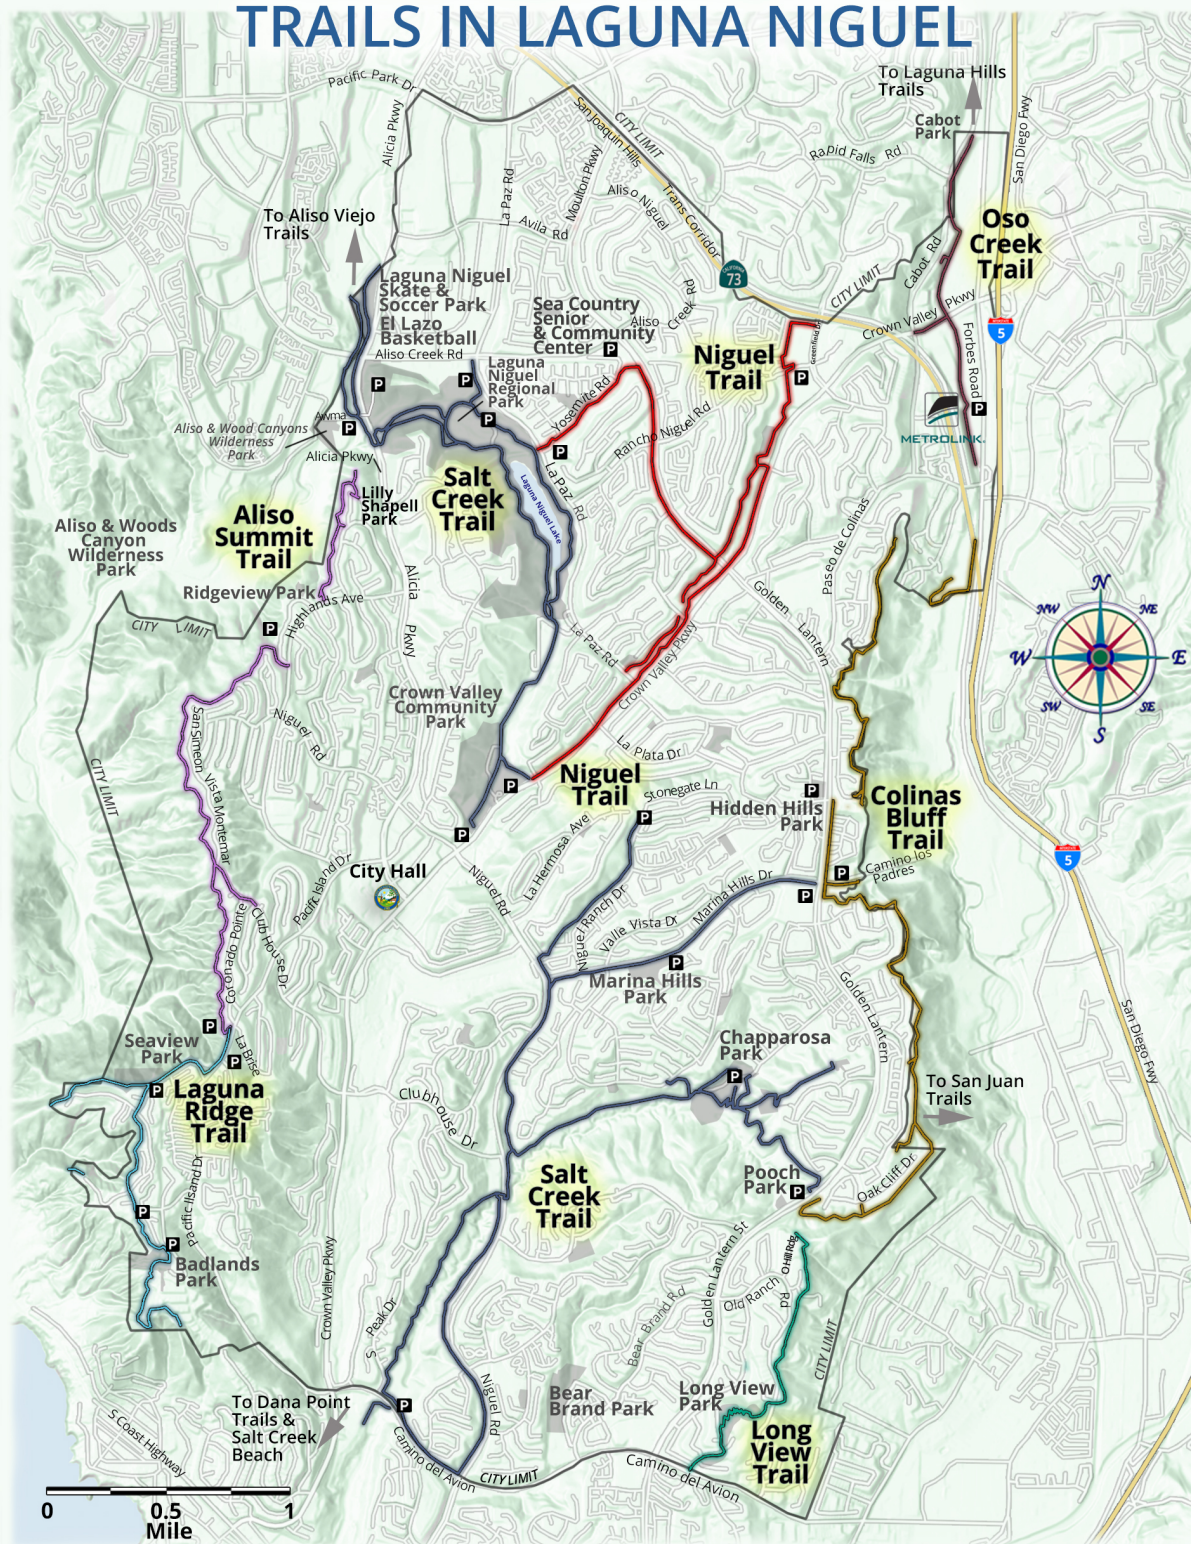 TRAILS IN LAGUNA NIGUEL
Pacific Park Dr
Alicia Pkwy
San Joaquin Hills
Trans Corridor
CITY LIMIT
To Laguna Hills
Trails
Cabot
Park
San Diego Fwy
Rapid Falls Rd
La Paz Rd
Moulton Pkwy
Aliso Niguel
Avila Rd
To Aliso Viejo
Trails
Oso
Creek
Trail
Cabot Rd
CALIFORNIA
73
CITY LIMIT
Crown Valley Pkwy
Forbes Road
INTERSTATE
5
Laguna Niguel
Skate &
Soccer Park
El Lazo
Basketball
Aliso Creek Rd
Sea Country
Senior
& Community
Center
P
Aliso Creek Rd
Niguel
Trail
Greenfield Dr
P
Laguna
Niguel
Regional
Park
P
P
P
Yosemite Rd
Rancho Niguel Rd
P
METROLINK.
Awma
P
Aliso & Wood Canyons
Wilderness
Park
Alicia Pkwy
P
La Paz Rd
Laguna Niguel Lake
Salt
Creek
Trail
Lilly
Shapell
Park
Aliso
Summit
Trail
Aliso & Woods
Canyon
Wilderness
Park
Paseo de Colinas
Ridgeview Park
Highlands Ave
Alicia Pkwy
Golden Lantern
CITY LIMIT
P
La Paz Rd
Crown Valley Pkwy
N
NW
NE
W
E
SW
SE
S
Crown Valley
Community
Park
San Simeon
Niguel Rd
La Plata Dr
CITY LIMIT
Vista Montemar
Niguel
Trail
P
Stonegate Ln
Hidden Hills
Park
P
Colinas
Bluff
Trail
P
P
La Hermosa Ave
Pacific Island Dr
City Hall
Niguel Rd
Camino los
Padres
P
P
5
Marina Hills Dr
Niguel Ranch Dr
Valle Vista Dr
Coronado Pointe
Club House Dr
P
Marina Hills
Park
Golden Lantern
San Diego Fwy
P
Seaview
Park
La Brise
P
P
Laguna
Ridge
Trail
Chapparosa
Park
P
To San Juan
Trails
Clubhouse Dr
Pacific Ilsand Dr
Salt
Creek
Trail
Pooch
Park
P
Oak Cliff Dr
P
P
Badlands
Park
Crown Valley Pkwy
S Peak Dr
Golden Lantern St
O Hill Rdg
Old Ranch Rd
Bear Brand Rd
CITY LIMIT
Niguel Rd
Bear
Brand Park
Long View
Park
To Dana Point
Trails &
Salt Creek
Beach
P
Long
View
Trail
S Coast Highway
Camino del Avion
CITY LIMIT
Camino del Avion
0
0.5
1
Mile